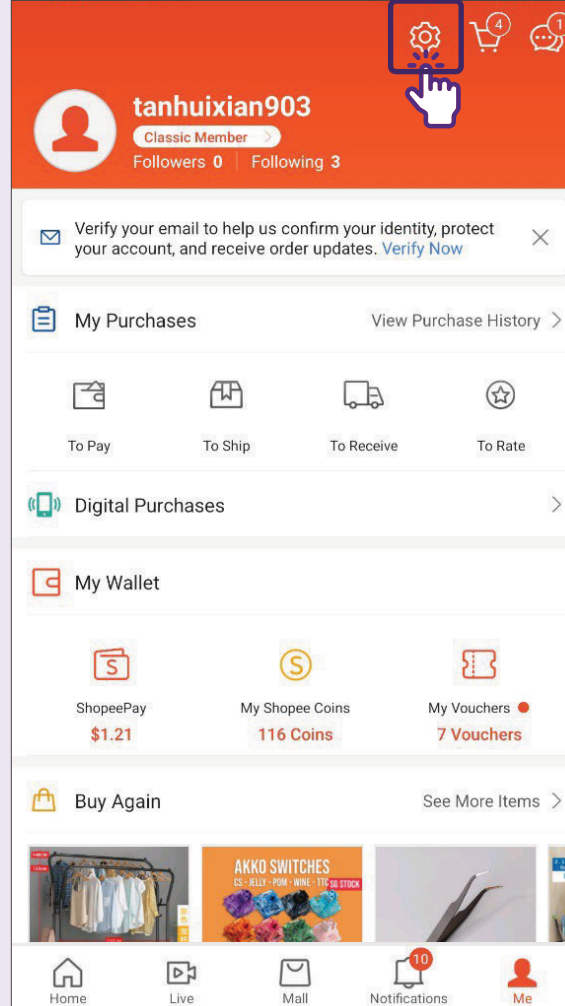 4
1
tanhuixian903
Classic Member
Followers 0 Following 3
Verify your email to help us confirm your identity, protect
your account, and receive order updates. Verify Now
My Purchases View Purchase History
To Pay To Ship To Receive To Rate
Digital Purchases
My Wallet
ShopeePay My Shopee Coins My Vouchers
$1.21 116 Coins 7 Vouchers
Buy Again See More Items
AKKO SWITCHES
CS - JELLY - POM - WINE - TTC SG STOCK
10
Home Live Mall Notifications Me